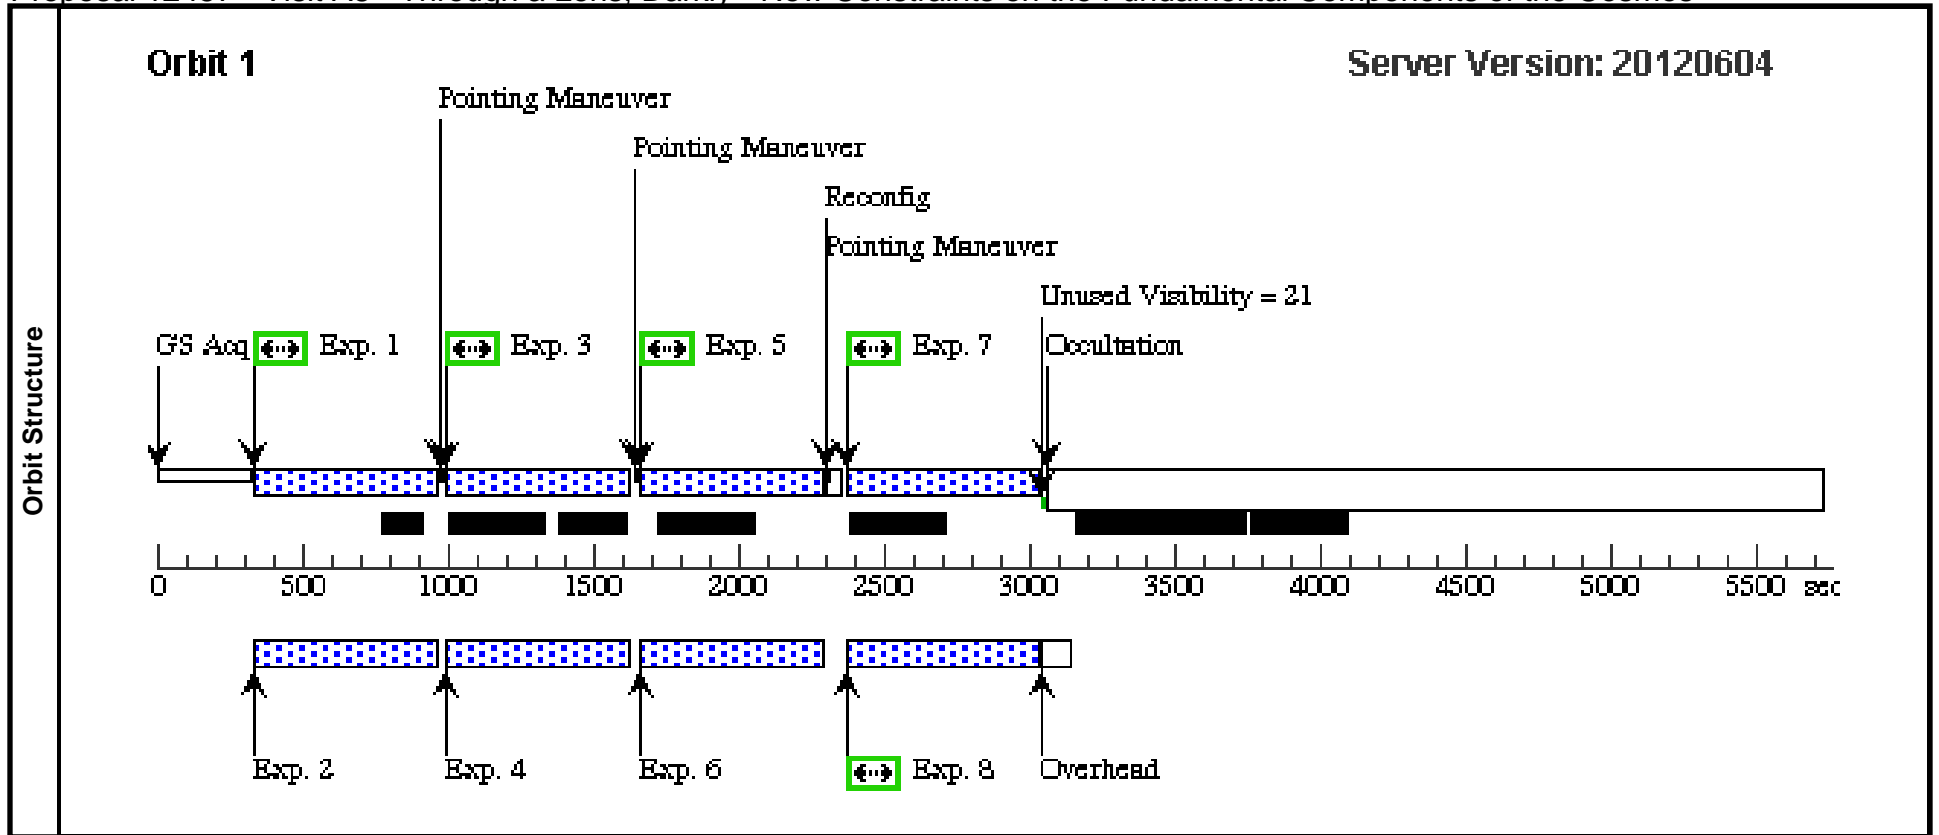 Orbit 1
Server Version: 20120604
Pointing Maneuver
Pointing Maneuver
Reconfig
Pointing Maneuver
Unused Visibility = 21
GS Acq
Exp. 1
Exp. 3
Exp. 5
Exp. 7
Occultation
Orbit Structure
0 500 1000 1500 2000 2500 3000 3500 4000 4500 5000 5500 sec
Exp. 2
Exp. 4
Exp. 6
Exp. 8
Overhead